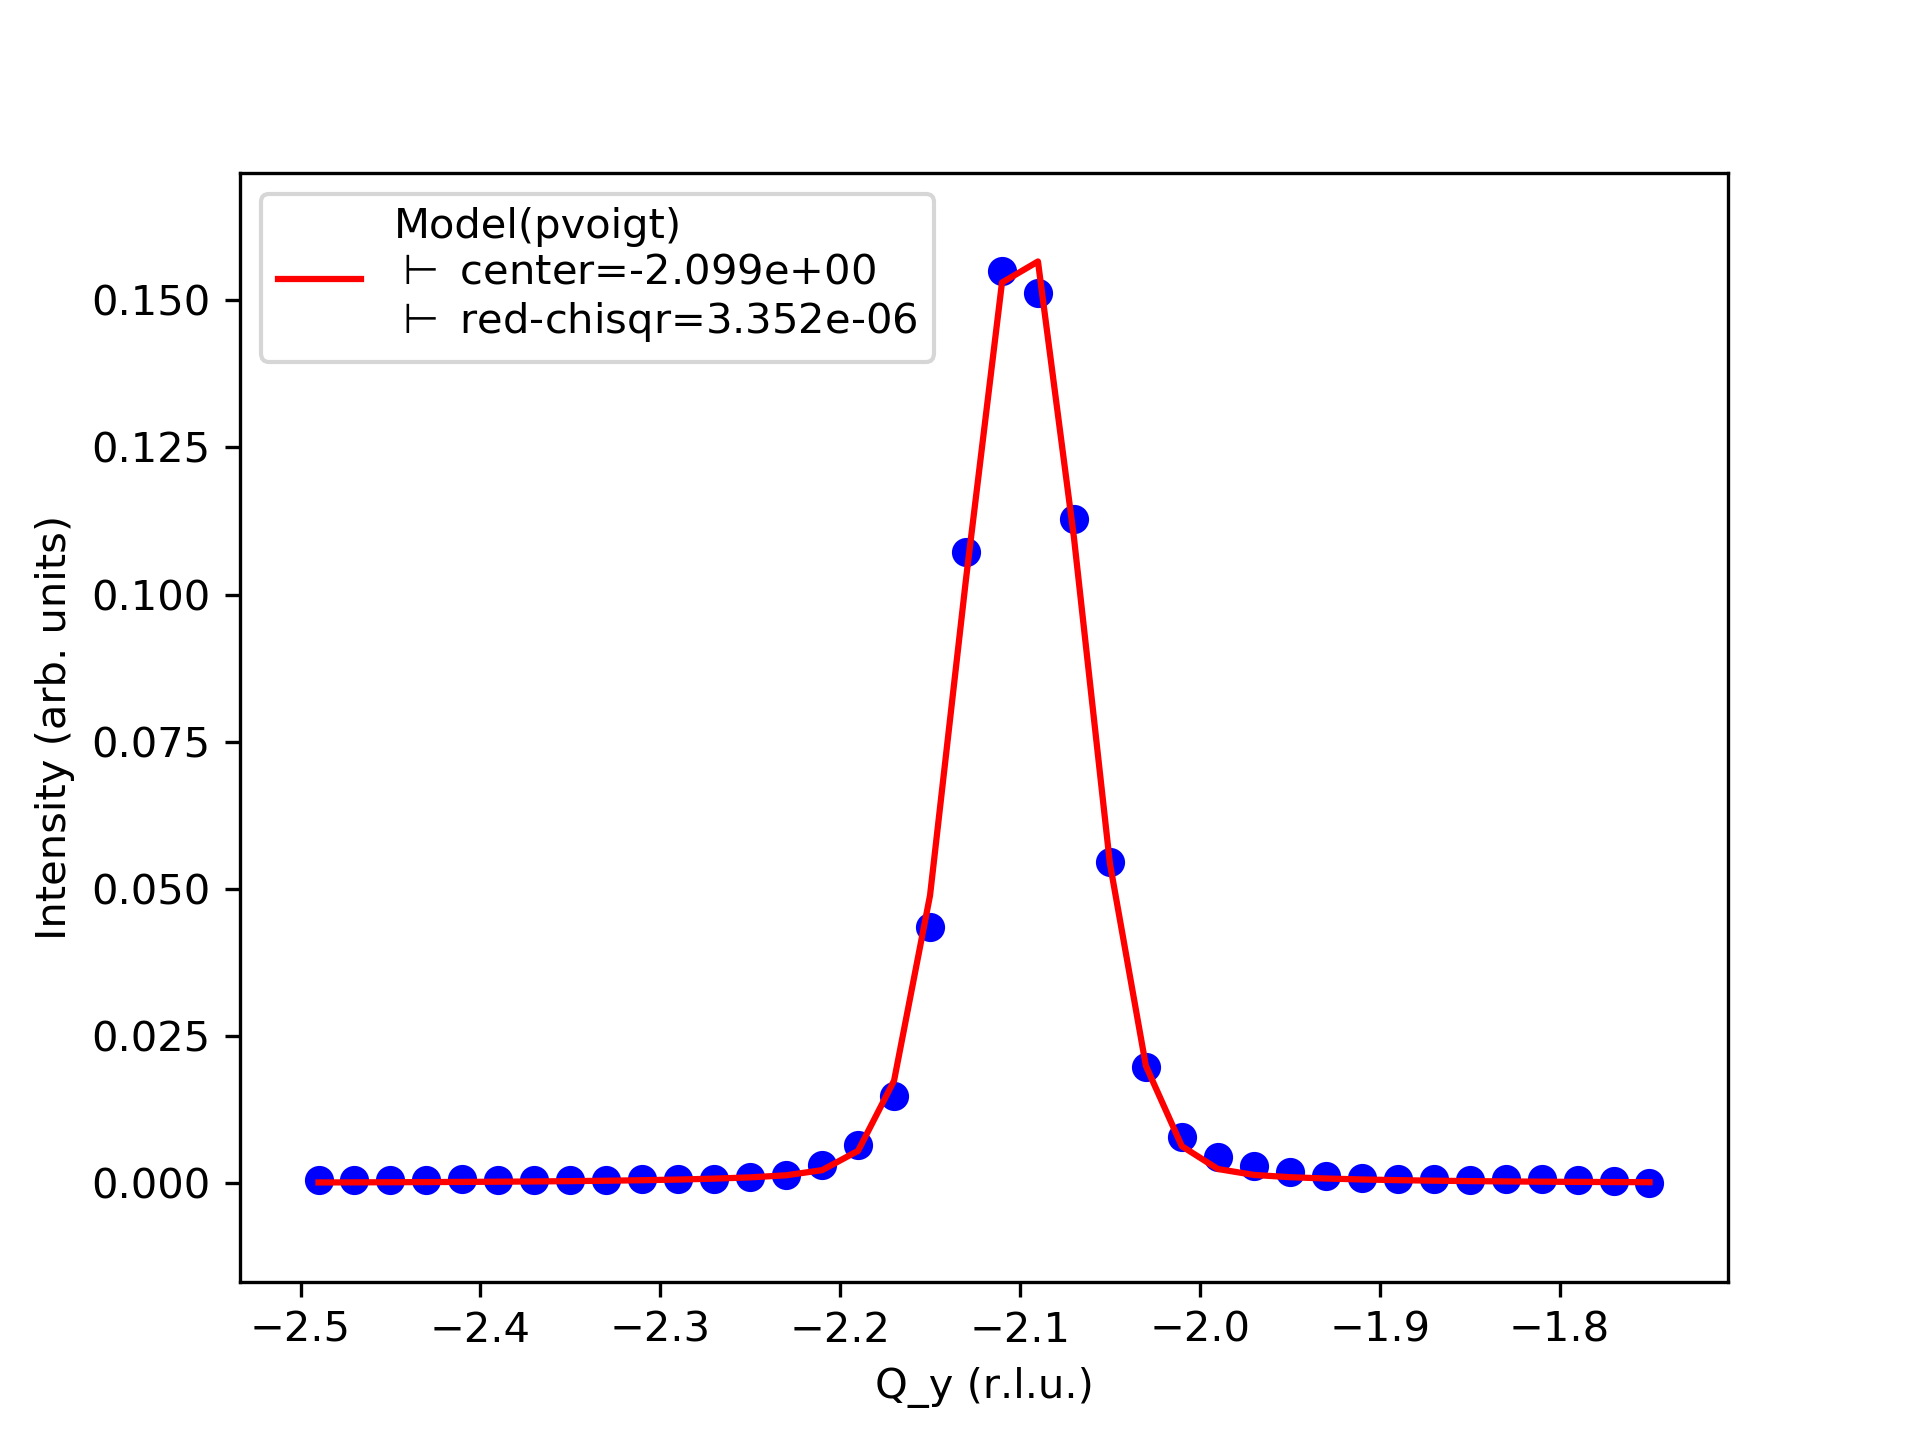 Model(pvoigt)
⊢ center=-2.099e+00
⊢ red-chisqr=3.352e-06
0.150
0.125
0.100
0.075
0.050
0.025
0.000
Intensity (arb. units)
−2.5 −2.4 −2.3 −2.2 −2.1 −2.0 −1.9 −1.8
Q_y (r.l.u.)